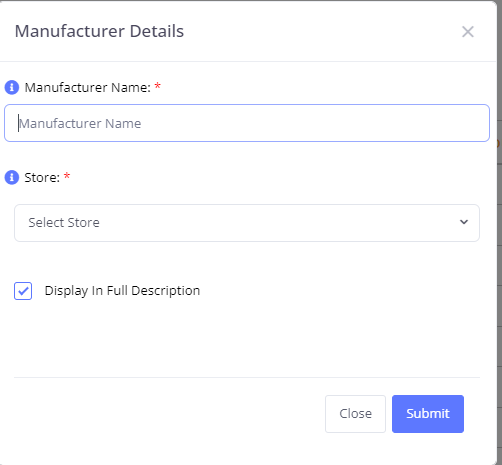 Manufacturer Details
Manufacturer Name: *
Manufacturer Name
Store: *
Select Store
Display In Full Description
Close Submit